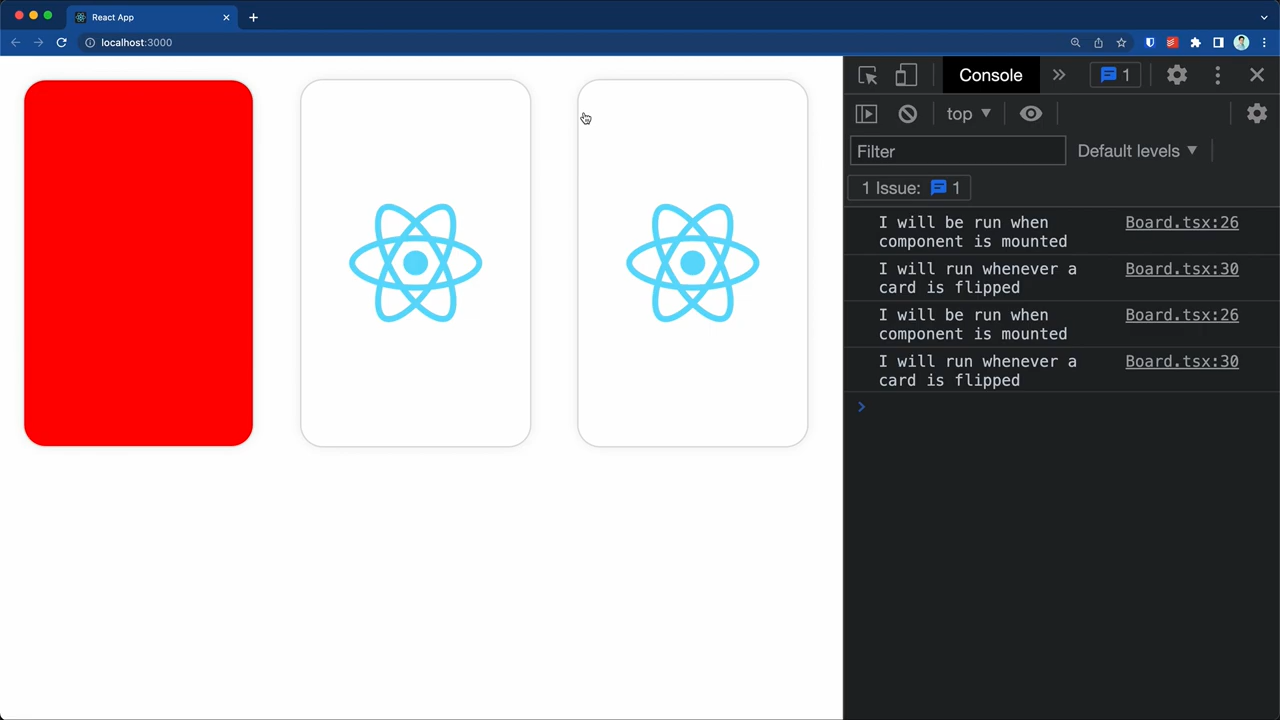 React App
localhost:3000
Console
1
top
Filter
Default levels
1 Issue:
1
I will be run when
component is mounted
Board.tsx:26
I will run whenever a
card is flipped
Board.tsx:30
I will be run when
component is mounted
Board.tsx:26
I will run whenever a
card is flipped
Board.tsx:30